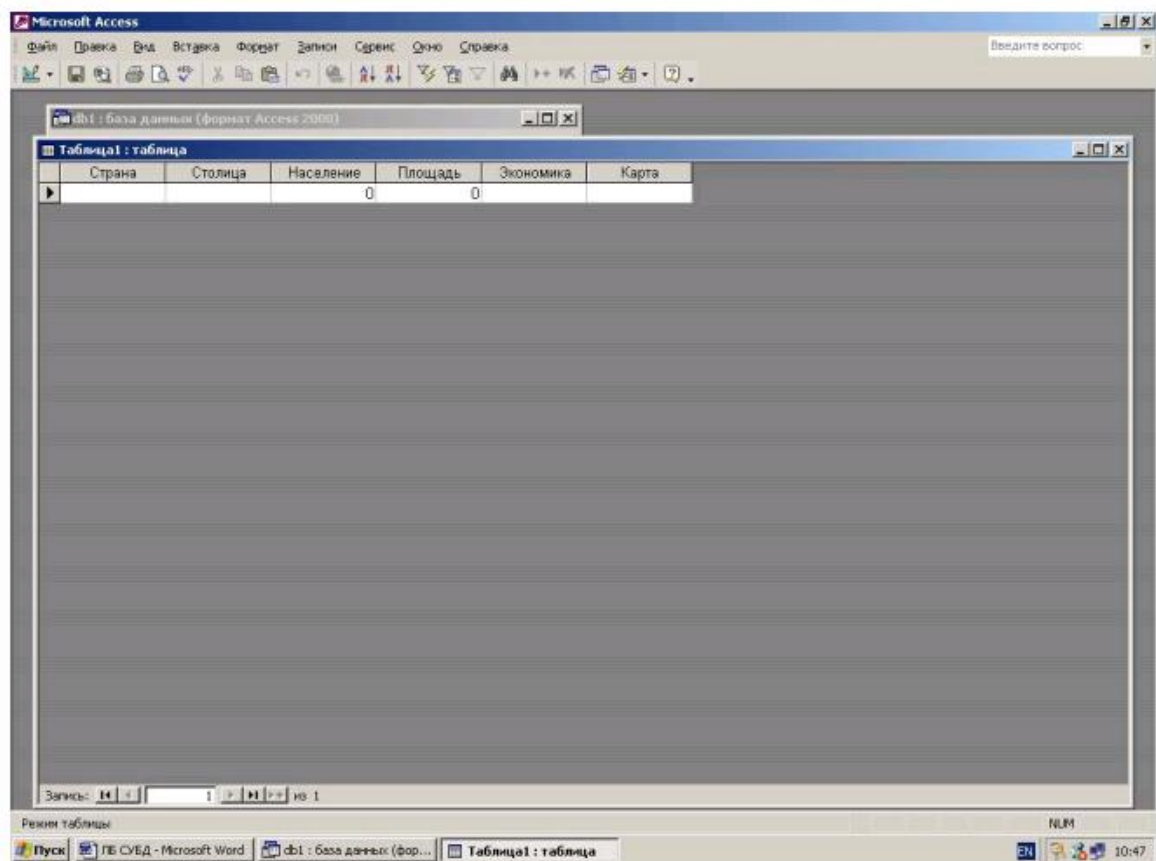 Microsoft Access
Файл Правка Вид Вставка Формат Записи Сервис Окно Справка
Введите вопрос
db1 : база данных (формат Access 2000)
Таблица1 : таблица
Страна Столица Население Площадь Экономика Карта
0 0
Запись: 1 из 1
Режим таблицы NUM
Пуск ЛБ СУБД - Microsoft Word db1 : база данных (фор... Таблица1 : таблица EN 10:47